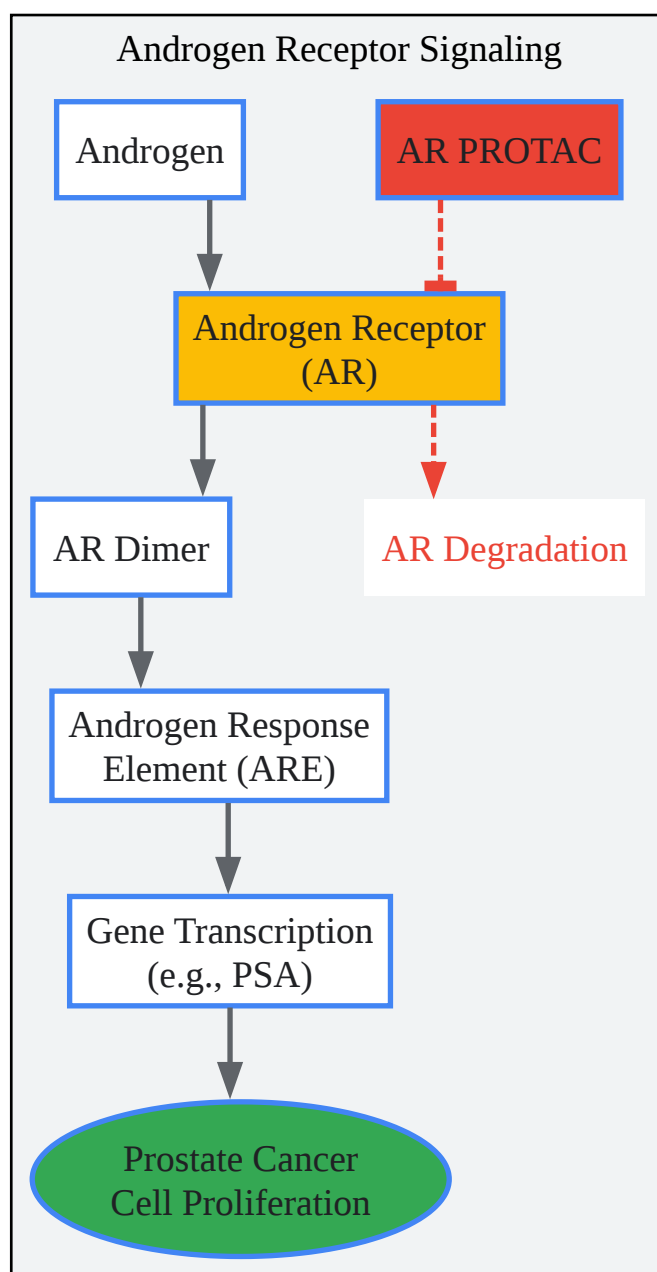 Androgen Receptor Signaling
Androgen
AR PROTAC
Androgen Receptor
(AR)
AR Dimer
AR Degradation
Androgen Response
Element (ARE)
Gene Transcription
(e.g., PSA)
Prostate Cancer
Cell Proliferation